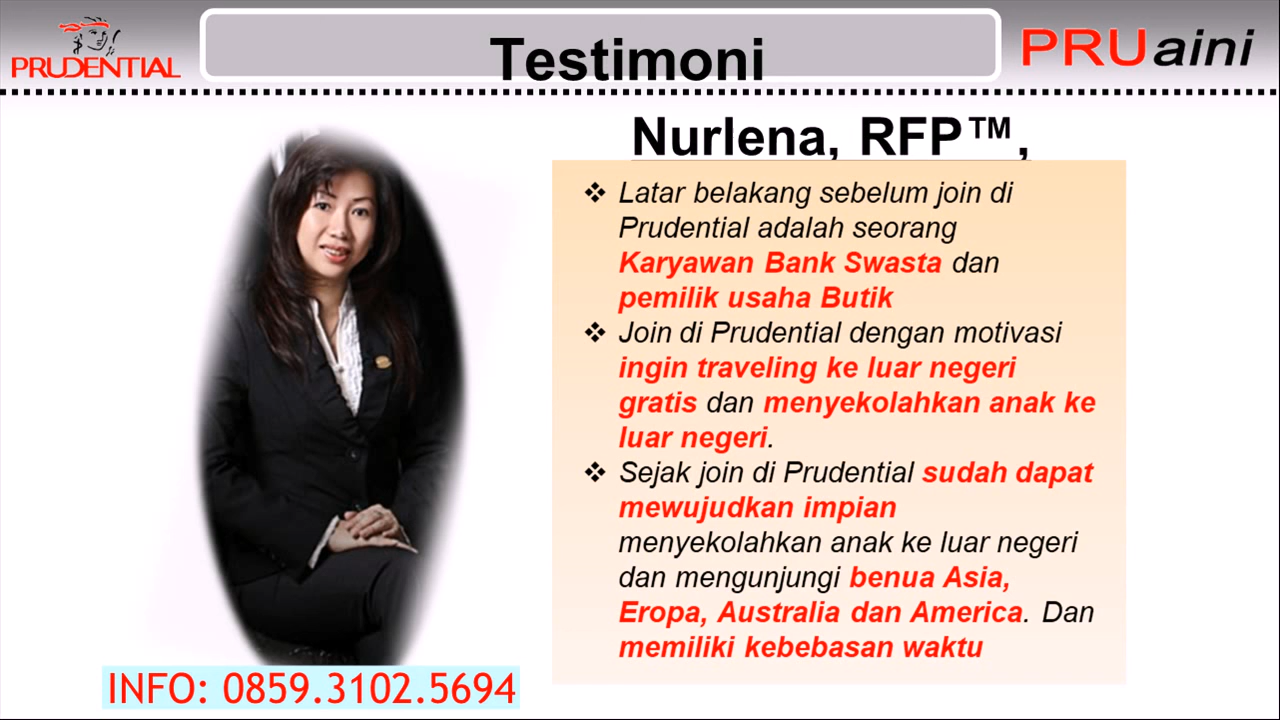 PRUDENTIAL
Testimoni
PRUaini
Nurlena, RFP™,
❖ Latar belakang sebelum join di
Prudential adalah seorang
Karyawan Bank Swasta dan
pemilik usaha Butik
❖ Join di Prudential dengan motivasi
ingin traveling ke luar negeri
gratis dan menyekolahkan anak ke
luar negeri.
❖ Sejak join di Prudential sudah dapat
mewujudkan impian
menyekolahkan anak ke luar negeri
dan mengunjungi benua Asia,
Eropa, Australia dan America. Dan
memiliki kebebasan waktu
INFO: 0859.3102.5694